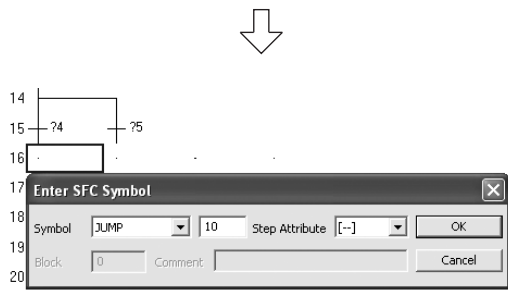 14
15 ?4 ?5
16
17 Enter SFC Symbol
18 Symbol JUMP 10 Step Attribute [--] OK
19
Block 0 Comment Cancel
20